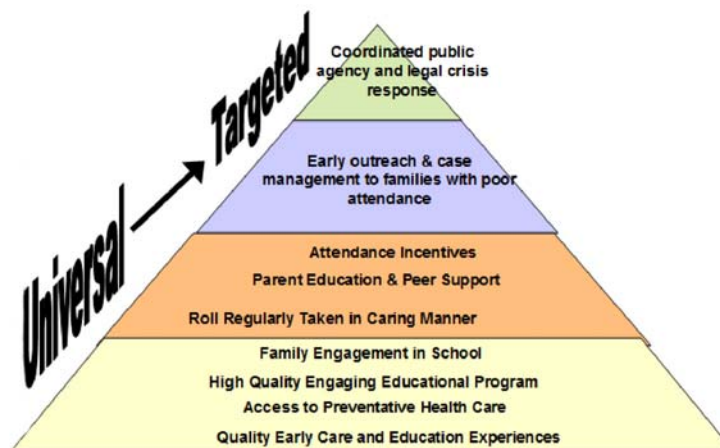 Universal
Targeted
Coordinated public
agency and legal crisis
response
Early outreach & case
management to families with poor
attendance
Attendance Incentives
Parent Education & Peer Support
Roll Regularly Taken in Caring Manner
Family Engagement in School
High Quality Engaging Educational Program
Access to Preventative Health Care
Quality Early Care and Education Experiences